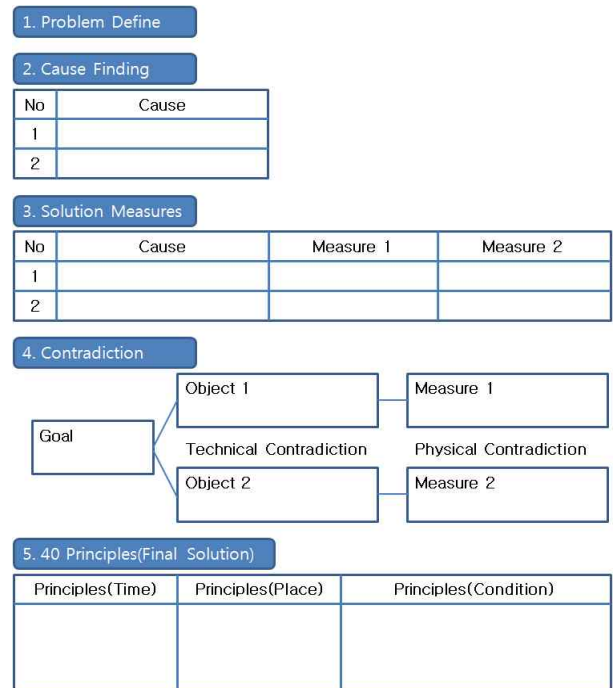 1. Problem Define
2. Cause Finding
No Cause
1
2
3. Solution Measures
No Cause Measure 1 Measure 2
1
2
4. Contradiction
Object 1 Measure 1
Goal
Technical Contradiction Physical Contradiction
Object 2 Measure 2
5. 40 Principles(Final Solution)
Principles(Time) Principles(Place) Principles(Condition)